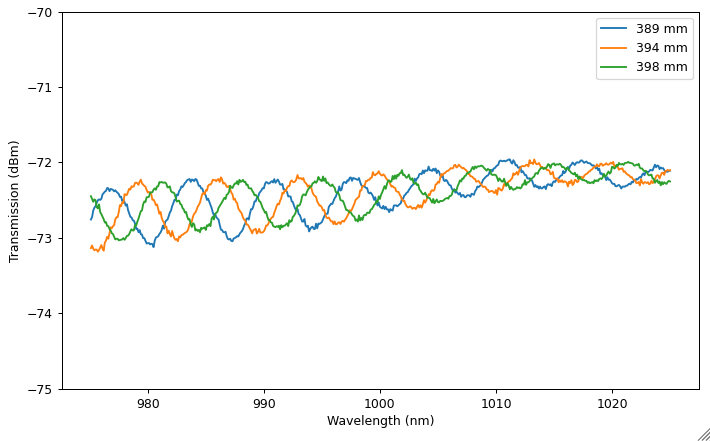 −70
−71
−72
−73
−74
−75
Transmission (dBm)
980
990
1000
1010
1020
Wavelength (nm)
389 mm
394 mm
398 mm